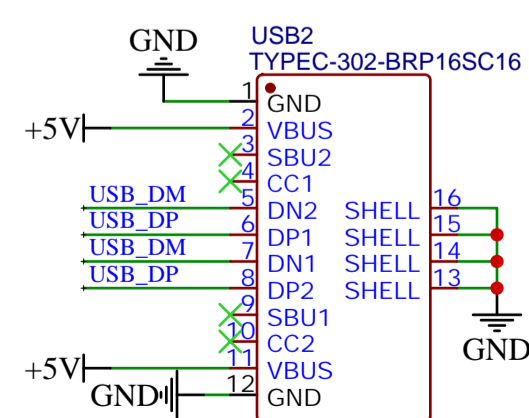 GND
USB2
TYPEC-302-BRP16SC16
1 GND
+5V 2 VBUS
3 SBU2
4 CC1
USB_DM 5 DN2 SHELL 16
USB_DP 6 DP1 SHELL 15
USB_DM 7 DN1 SHELL 14
USB_DP 8 DP2 SHELL 13
9 SBU1
10 CC2
GND
+5V 11 VBUS
GND 12 GND